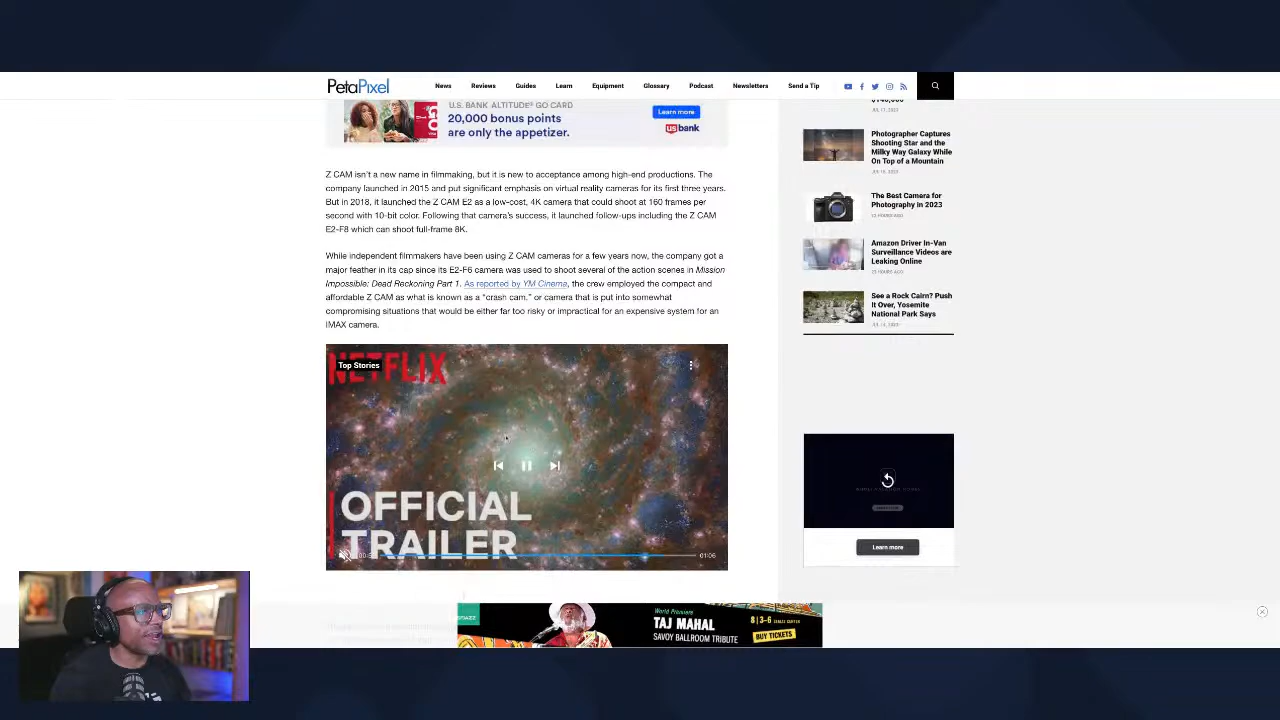 PetaPixel
News Reviews Guides Learn Equipment Glossary Podcast Newsletters Send a Tip
U.S. BANK ALTITUDE® GO CARD
20,000 bonus points
are only the appetizer.
Learn more
usbank
Z CAM isn't a new name in filmmaking, but it is new to acceptance among high-end productions. The
company launched in 2015 and put significant emphasis on virtual reality cameras for its first three years.
But in 2018, it launched the Z CAM E2 as a low-cost, 4K camera that could shoot at 160 frames per
second with 10-bit color. Following that camera's success, it launched follow-ups including the Z CAM
E2-F8 which can shoot full-frame 8K.
While independent filmmakers have been using Z CAM cameras for a few years now, the company got a
major feather in its cap since its E2-F6 camera was used to shoot several of the action scenes in Mission
Impossible: Dead Reckoning Part 1. As reported by YM Cinema, the crew employed the compact and
affordable Z CAM as what is known as a "crash cam." or camera that is put into somewhat
compromising situations that would be either far too risky or impractical for an expensive system for an
IMAX camera.
NETFLIX
Top Stories
OFFICIAL
TRAILER
01:06
Photographer Captures
Shooting Star and the
Milky Way Galaxy While
On Top of a Mountain
The Best Camera for
Photography in 2023
Amazon Driver In-Van
Surveillance Videos are
Leaking Online
23 HOURS AGO
See a Rock Cairn? Push
It Over, Yosemite
National Park Says
Learn more
World Premiere
TAJ MAHAL
SAVOY BALLROOM TRIBUTE
8|3–6
BUY TICKETS